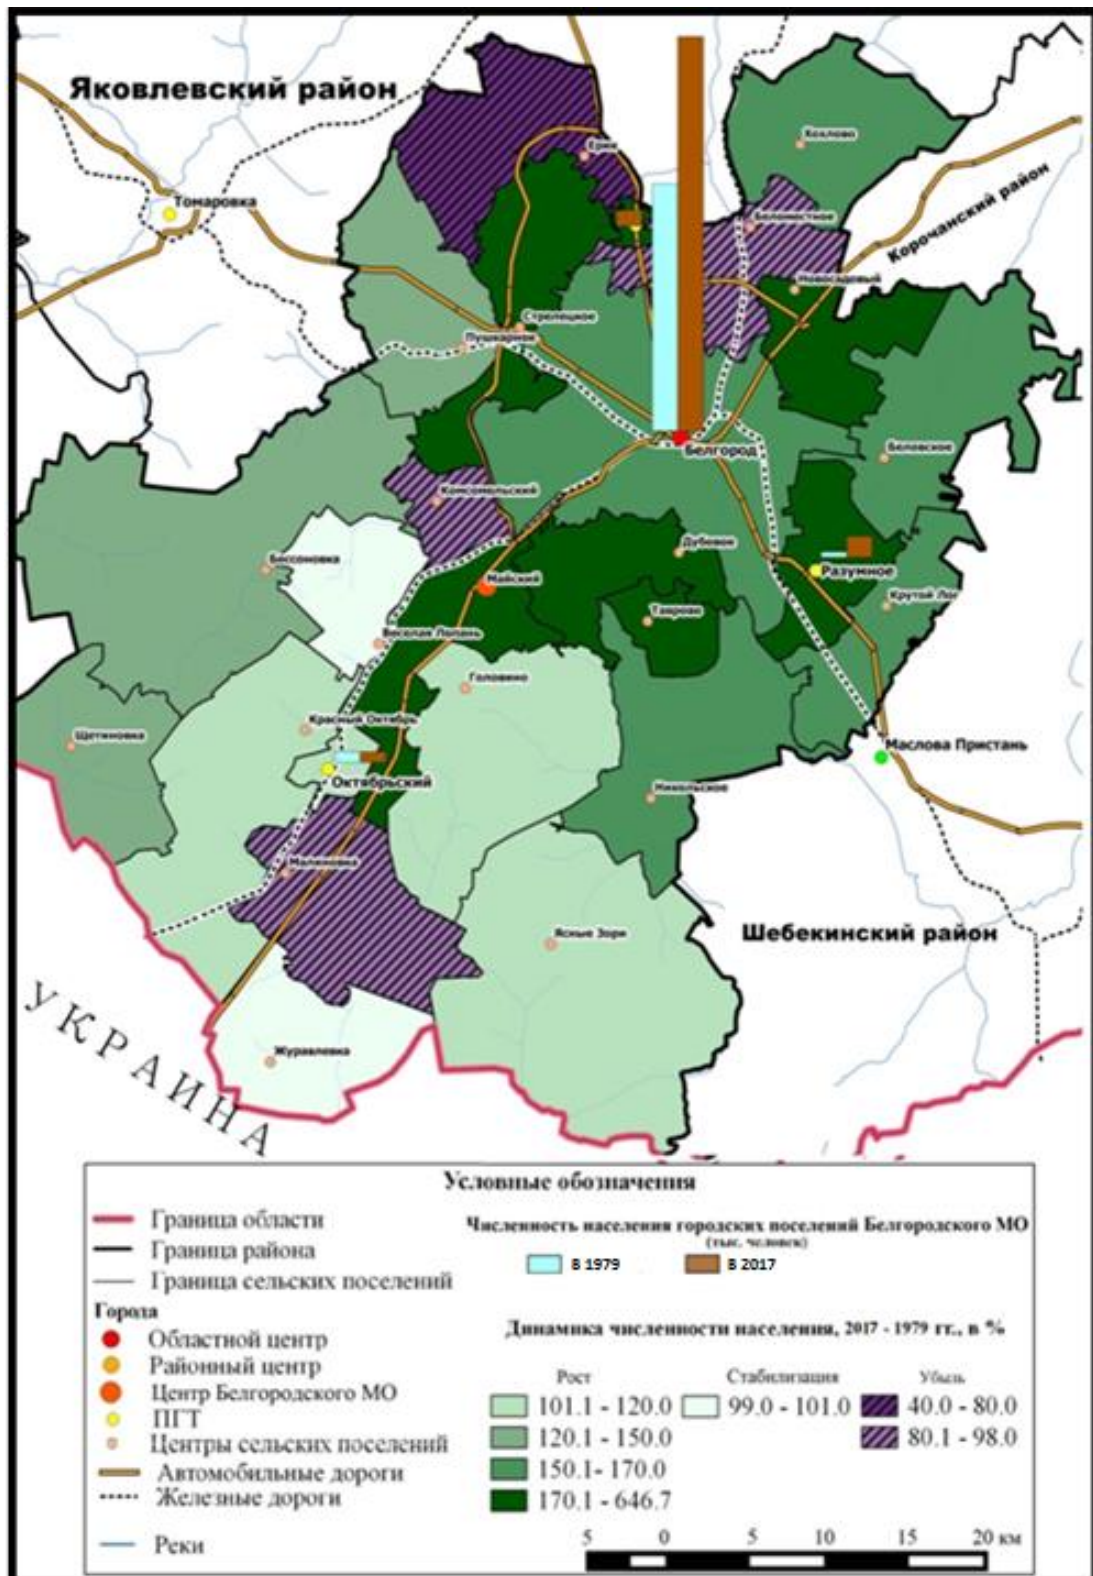 Яковлевский район
Хохлово
Ерик
Корочанский район
Томаровка
Беломестное
Новосадовый
Стрелецкое
Пушкарное
Белгород
Беловское
Комсомольский
Дубовое
Бессоновка
Майский
Разумное
Крутой Лог
Таврово
Веселая Лопань
Головино
Красный Октябрь
Щетиновка
Маслова Пристань
Октябрьский
Никольское
Малиновка
Ясные Зори
Шебекинский район
УКРАИНА
Журавлевка
Условные обозначения
Граница области
Граница района
Граница сельских поселений
Города
Областной центр
Районный центр
Центр Белгородского МО
ПГТ
Центры сельских поселений
Автомобильные дороги
Железные дороги
Реки
Численность населения городских поселений Белгородского МО
(тыс. человек)
В 1979 В 2017
Динамика численности населения, 2017 - 1979 гг., в %
Рост Стабилизация Убыль
101.1 - 120.0 99.0 - 101.0 40.0 - 80.0
120.1 - 150.0 80.1 - 98.0
150.1- 170.0
170.1 - 646.7
5 0 5 10 15 20 км